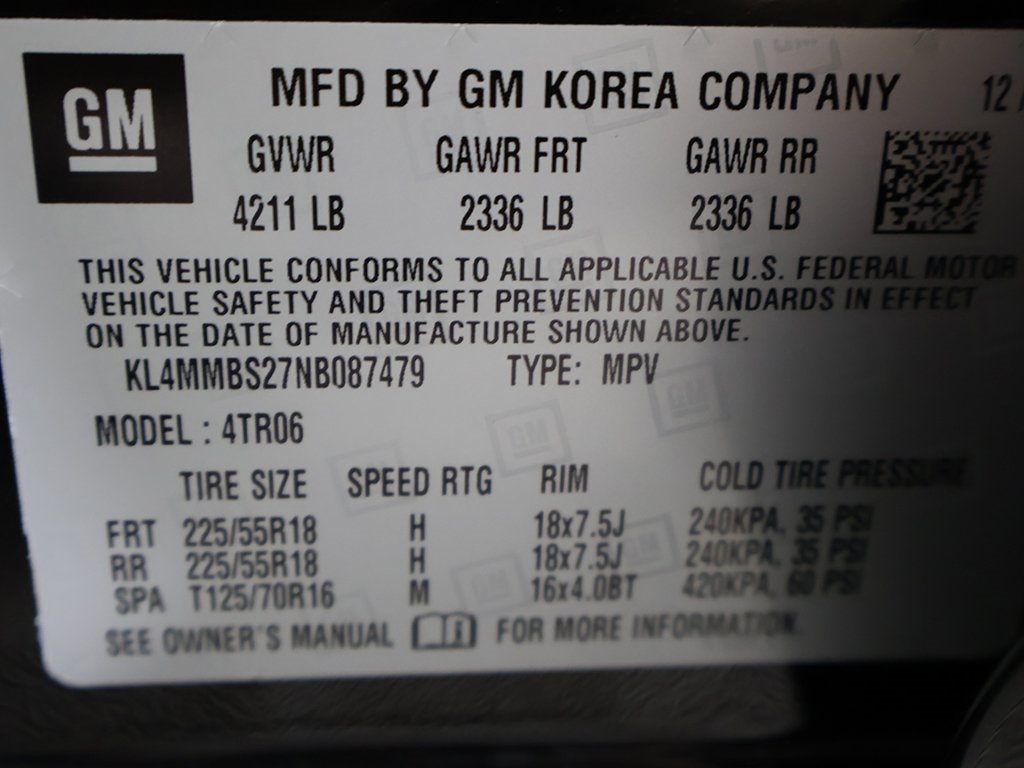 GM
MFD BY GM KOREA COMPANY 12
GVWR GAWR FRT GAWR RR
4211 LB 2336 LB 2336 LB
THIS VEHICLE CONFORMS TO ALL APPLICABLE U.S. FEDERAL MOTOR
VEHICLE SAFETY AND THEFT PREVENTION STANDARDS IN EFFECT
ON THE DATE OF MANUFACTURE SHOWN ABOVE.
KL4MMBS27NB087479 TYPE: MPV
MODEL : 4TR06
TIRE SIZE SPEED RTG RIM COLD TIRE PRESSURE
FRT 225/55R18 H 18x7.5J 240KPA, 35 PSI
RR 225/55R18 H 18x7.5J 240KPA, 35 PSI
SPA T125/70R16 M 16x4.0BT 420KPA, 60 PSI
SEE OWNER'S MANUAL FOR MORE INFORMATION.